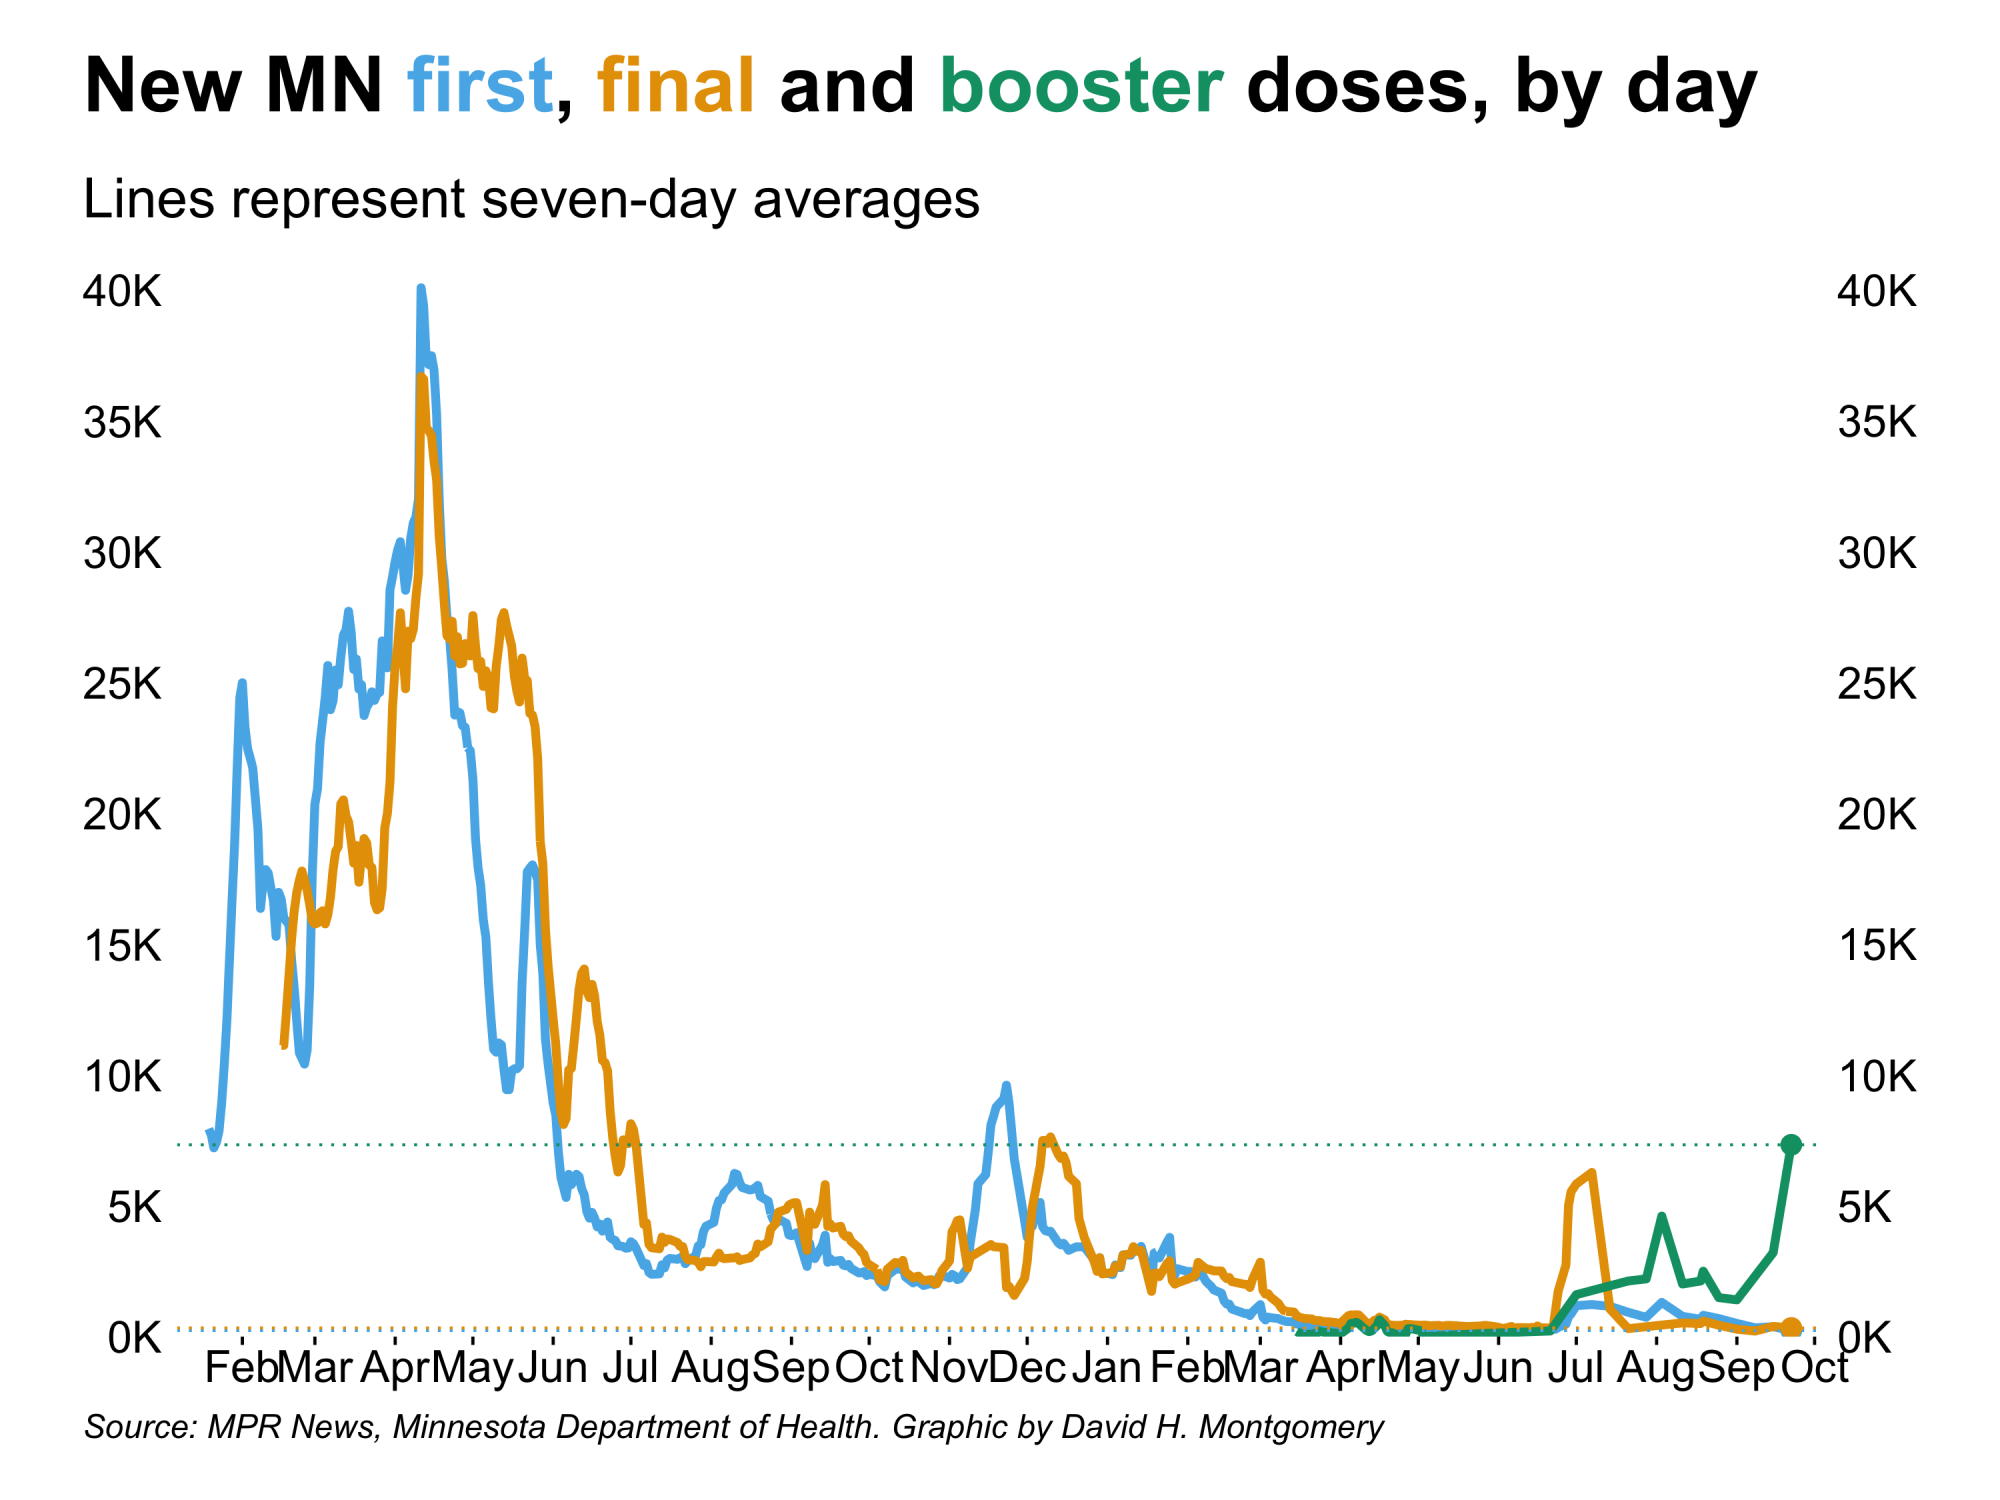 New MN first, final and booster doses, by day
Lines represent seven-day averages
40K 40K
35K 35K
30K 30K
25K 25K
20K 20K
15K 15K
10K 10K
5K 5K
0K 0K
Feb Mar Apr May Jun Jul Aug Sep Oct Nov Dec Jan Feb Mar Apr May Jun Jul Aug Sep Oct
Source: MPR News, Minnesota Department of Health. Graphic by David H. Montgomery